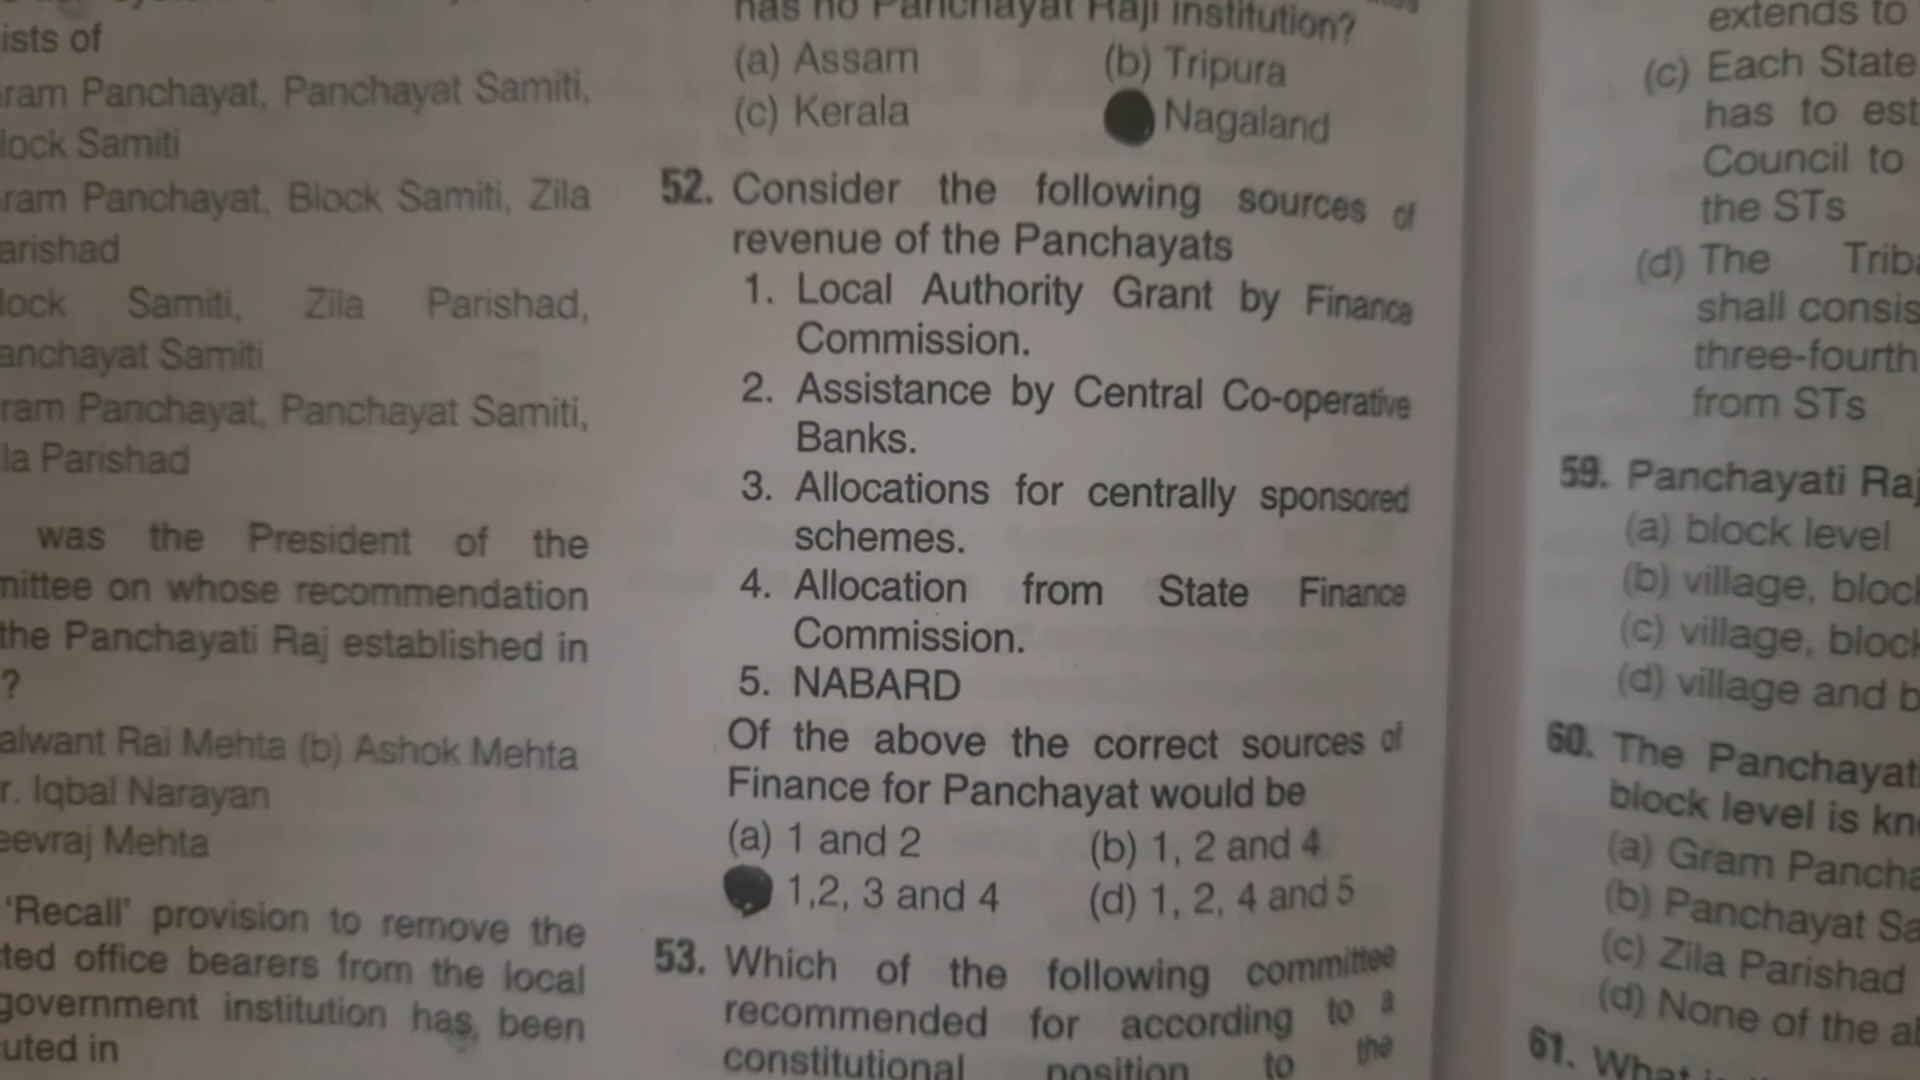 ists of
ram Panchayat, Panchayat Samiti,
lock Samiti
ram Panchayat, Block Samiti, Zila
arishad
lock Samiti, Zila Parishad,
anchayat Samiti
ram Panchayat, Panchayat Samiti,
la Parishad
was the President of the
mittee on whose recommendation
the Panchayati Raj established in
?
alwant Rai Mehta (b) Ashok Mehta
r. Iqbal Narayan
eevraj Mehta
'Recall' provision to remove the
ted office bearers from the local
government institution has been
uted in
has no Panchayat Raji institution?
(a) Assam (b) Tripura
(c) Kerala Nagaland
52. Consider the following sources of
revenue of the Panchayats
1. Local Authority Grant by Finance
Commission.
2. Assistance by Central Co-operative
Banks.
3. Allocations for centrally sponsored
schemes.
4. Allocation from State Finance
Commission.
5. NABARD
Of the above the correct sources of
Finance for Panchayat would be
(a) 1 and 2 (b) 1, 2 and 4
1,2, 3 and 4 (d) 1, 2, 4 and 5
53. Which of the following committee
recommended for according to a
constitutional position to the
extends to
(c) Each State
has to est
Council to
the STs
(d) The Triba
shall consis
three-fourth
from STs
59. Panchayati Raj
(a) block level
(b) village, block
(c) village, block
(d) village and b
60. The Panchayat
block level is kn
(a) Gram Pancha
(b) Panchayat Sa
(c) Zila Parishad
(d) None of the a
61. What